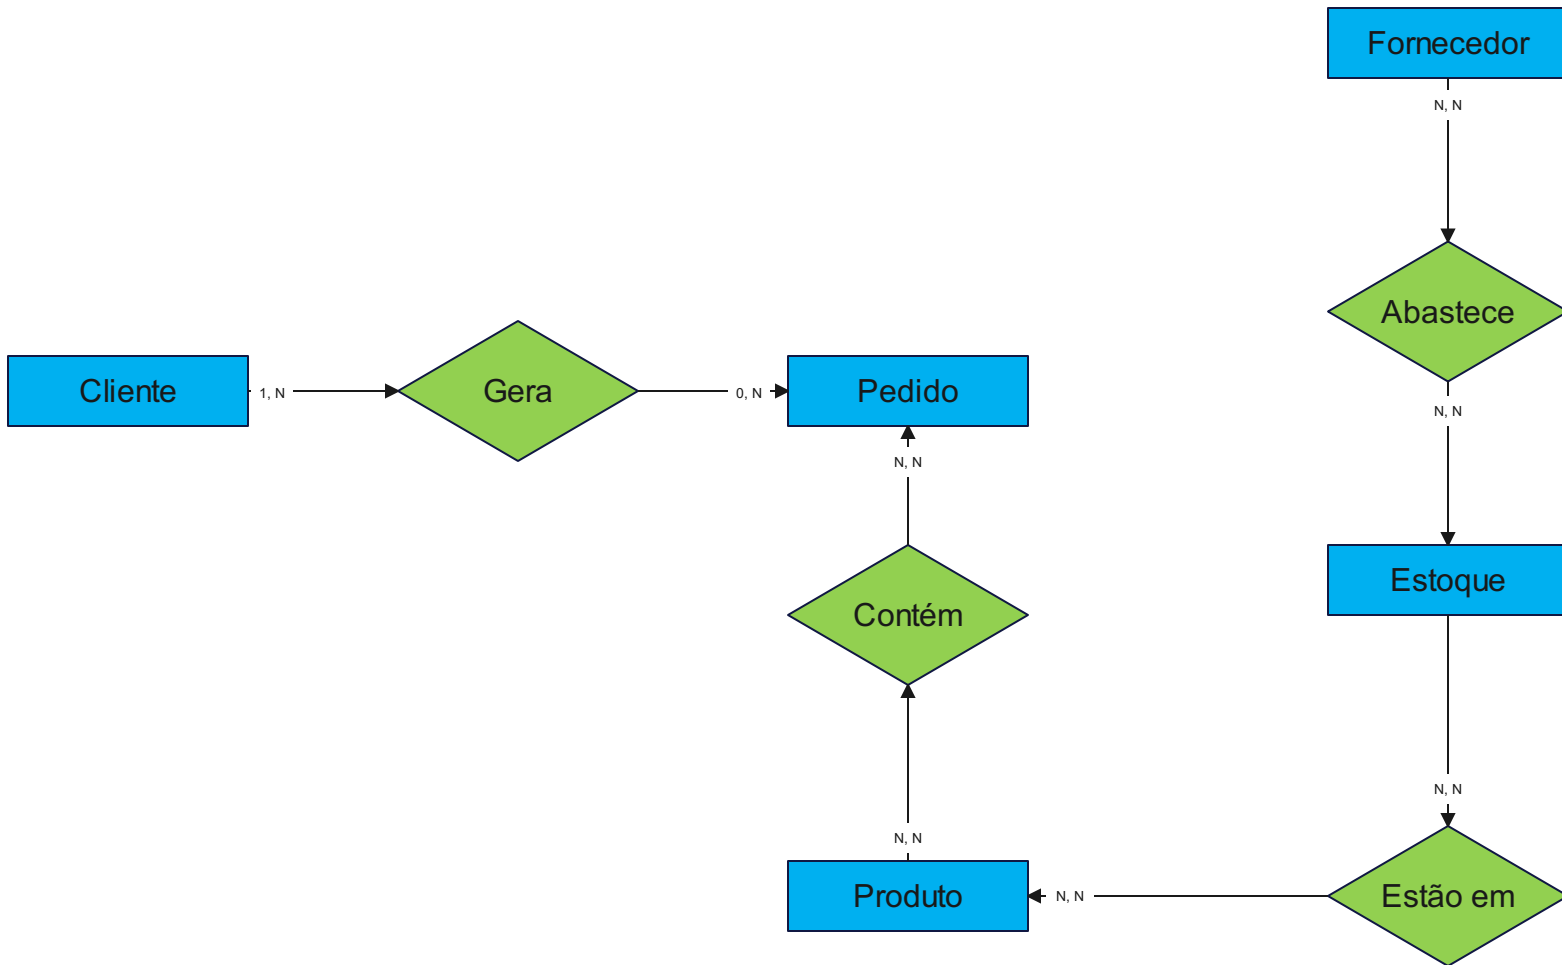 Fornecedor
N, N
Abastece
N, N
Cliente
1, N
Gera
0, N
Pedido
N, N
Contém
N, N
Produto
Estoque
N, N
Estão em
N, N